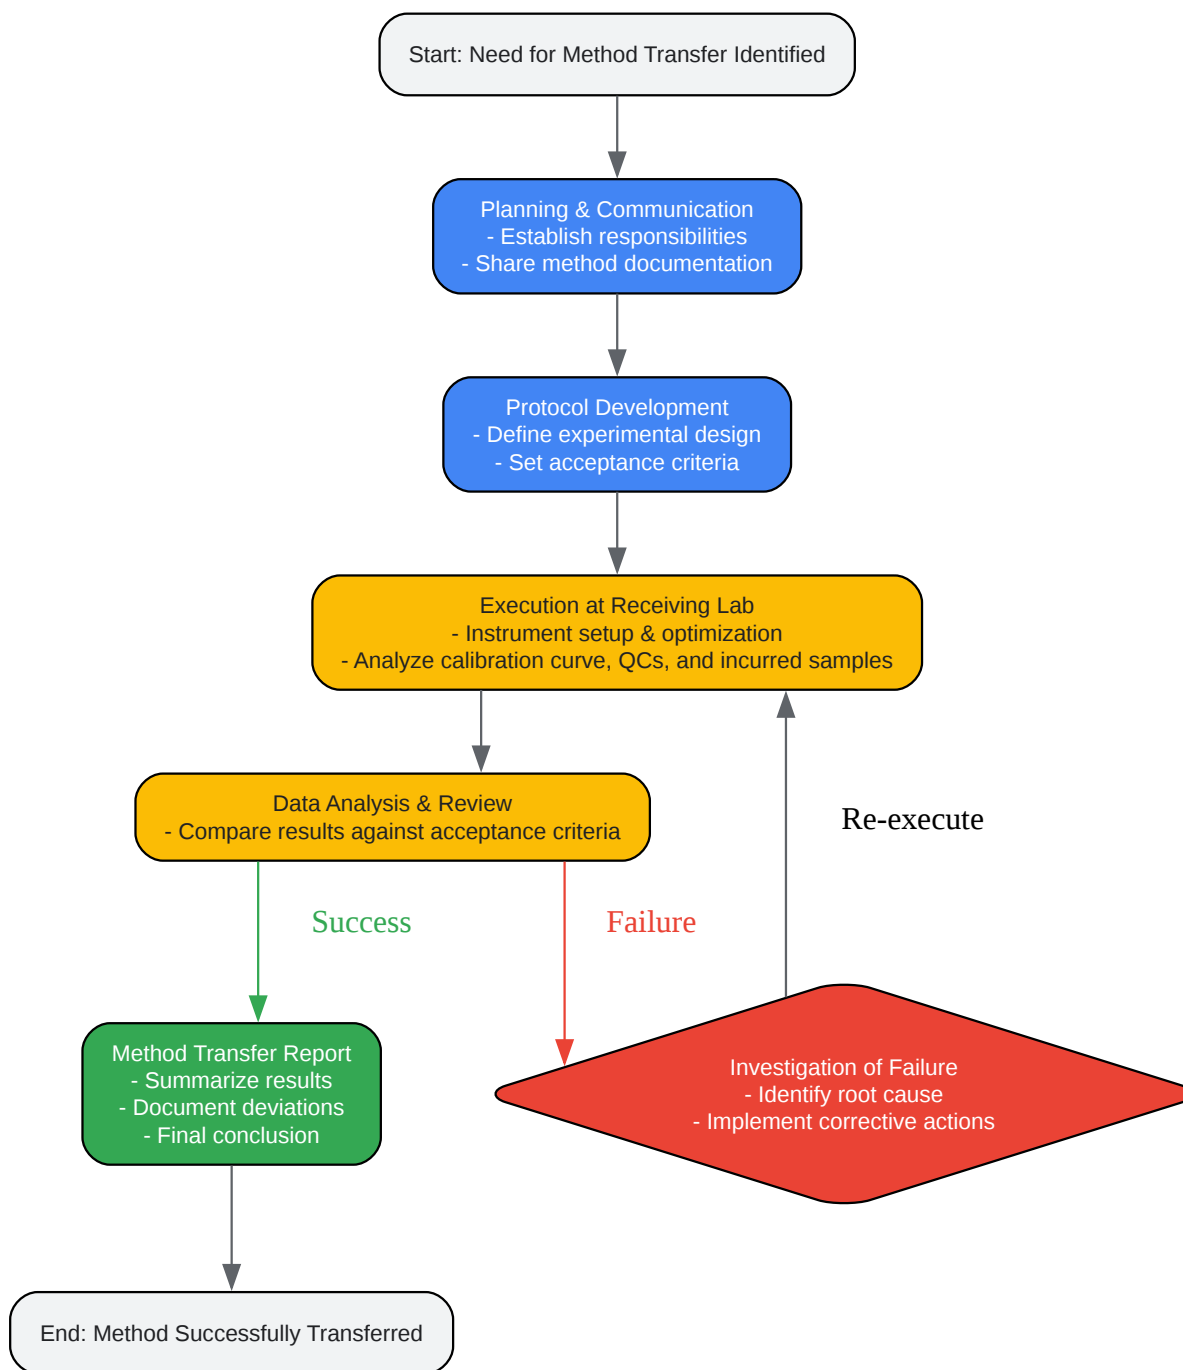 Start: Need for Method Transfer Identified
Planning & Communication
- Establish responsibilities
- Share method documentation
Protocol Development
- Define experimental design
- Set acceptance criteria
Execution at Receiving Lab
- Instrument setup & optimization
- Analyze calibration curve, QCs, and incurred samples
Data Analysis & Review
- Compare results against acceptance criteria
Re-execute
Success
Failure
Method Transfer Report
- Summarize results
- Document deviations
- Final conclusion
Investigation of Failure
- Identify root cause
- Implement corrective actions
End: Method Successfully Transferred